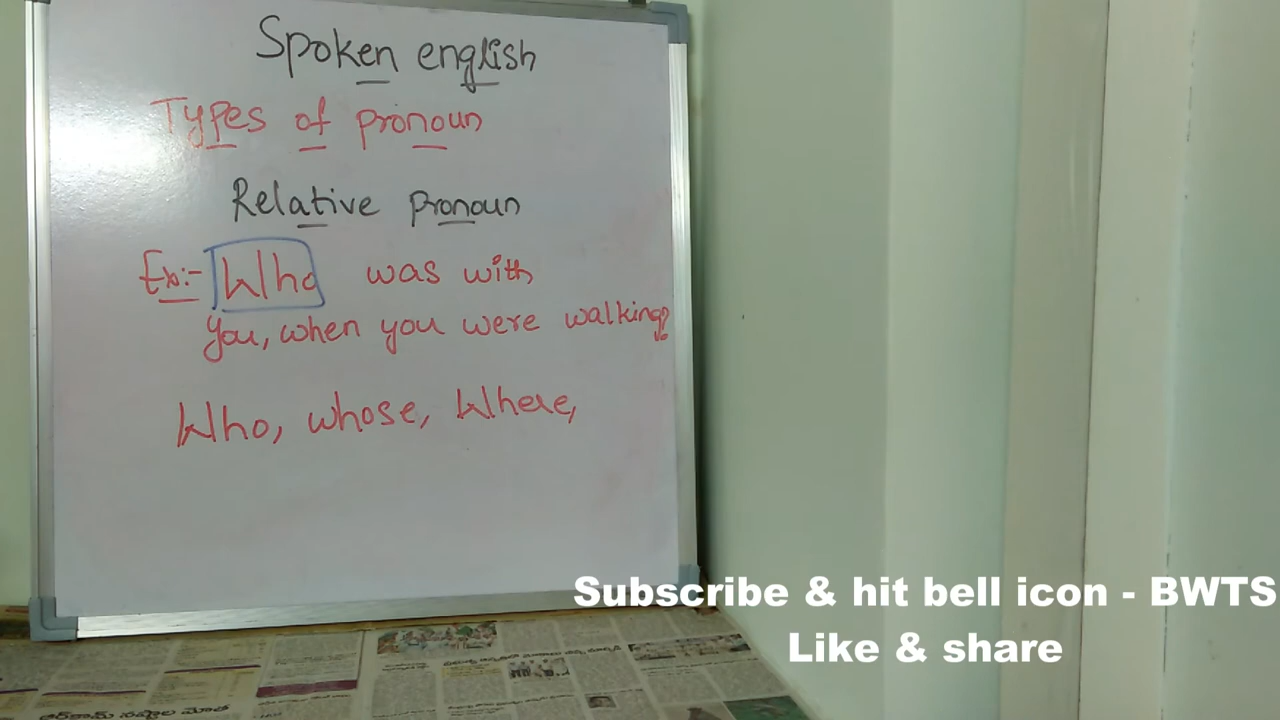 Spoken english
Types of pronoun
Relative pronoun
Ex:- Who was with
you, when you were walking?
Who, whose, Where,
Subscribe & hit bell icon - BWTS
Like & share